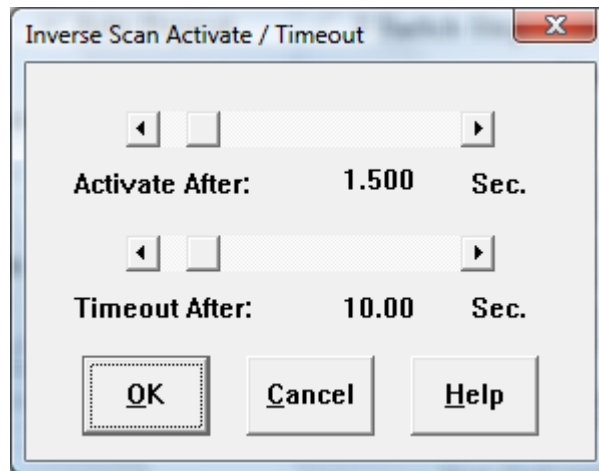 Inverse Scan Activate / Timeout
Activate After: 1.500 Sec.
Timeout After: 10.00 Sec.
OK Cancel Help